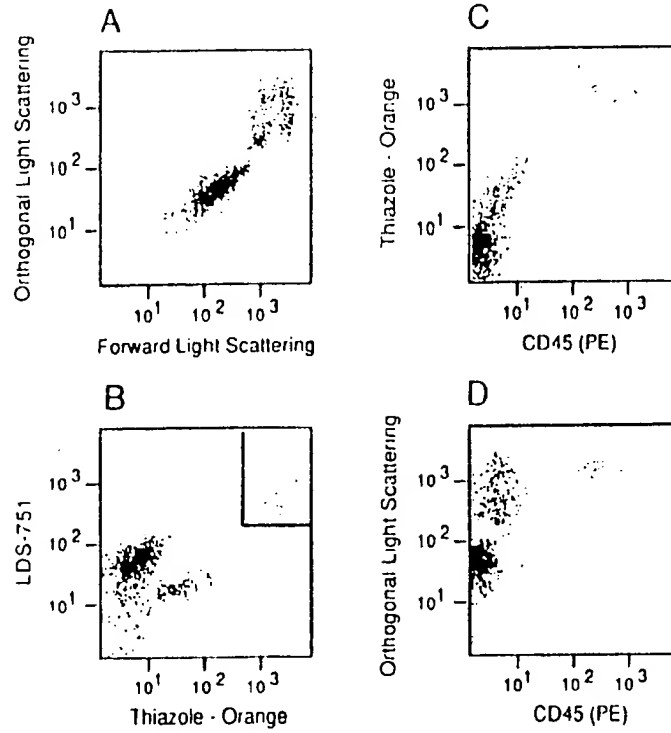 A
Orthogonal Light Scattering
10³
10²
10¹
10¹ 10² 10³
Forward Light Scattering
C
Thiazole - Orange
10³
10²
10¹
10¹ 10² 10³
CD45 (PE)
B
LDS-751
10³
10²
10¹
10¹ 10² 10³
Thiazole - Orange
D
Orthogonal Light Scattering
10³
10²
10¹
10¹ 10² 10³
CD45 (PE)